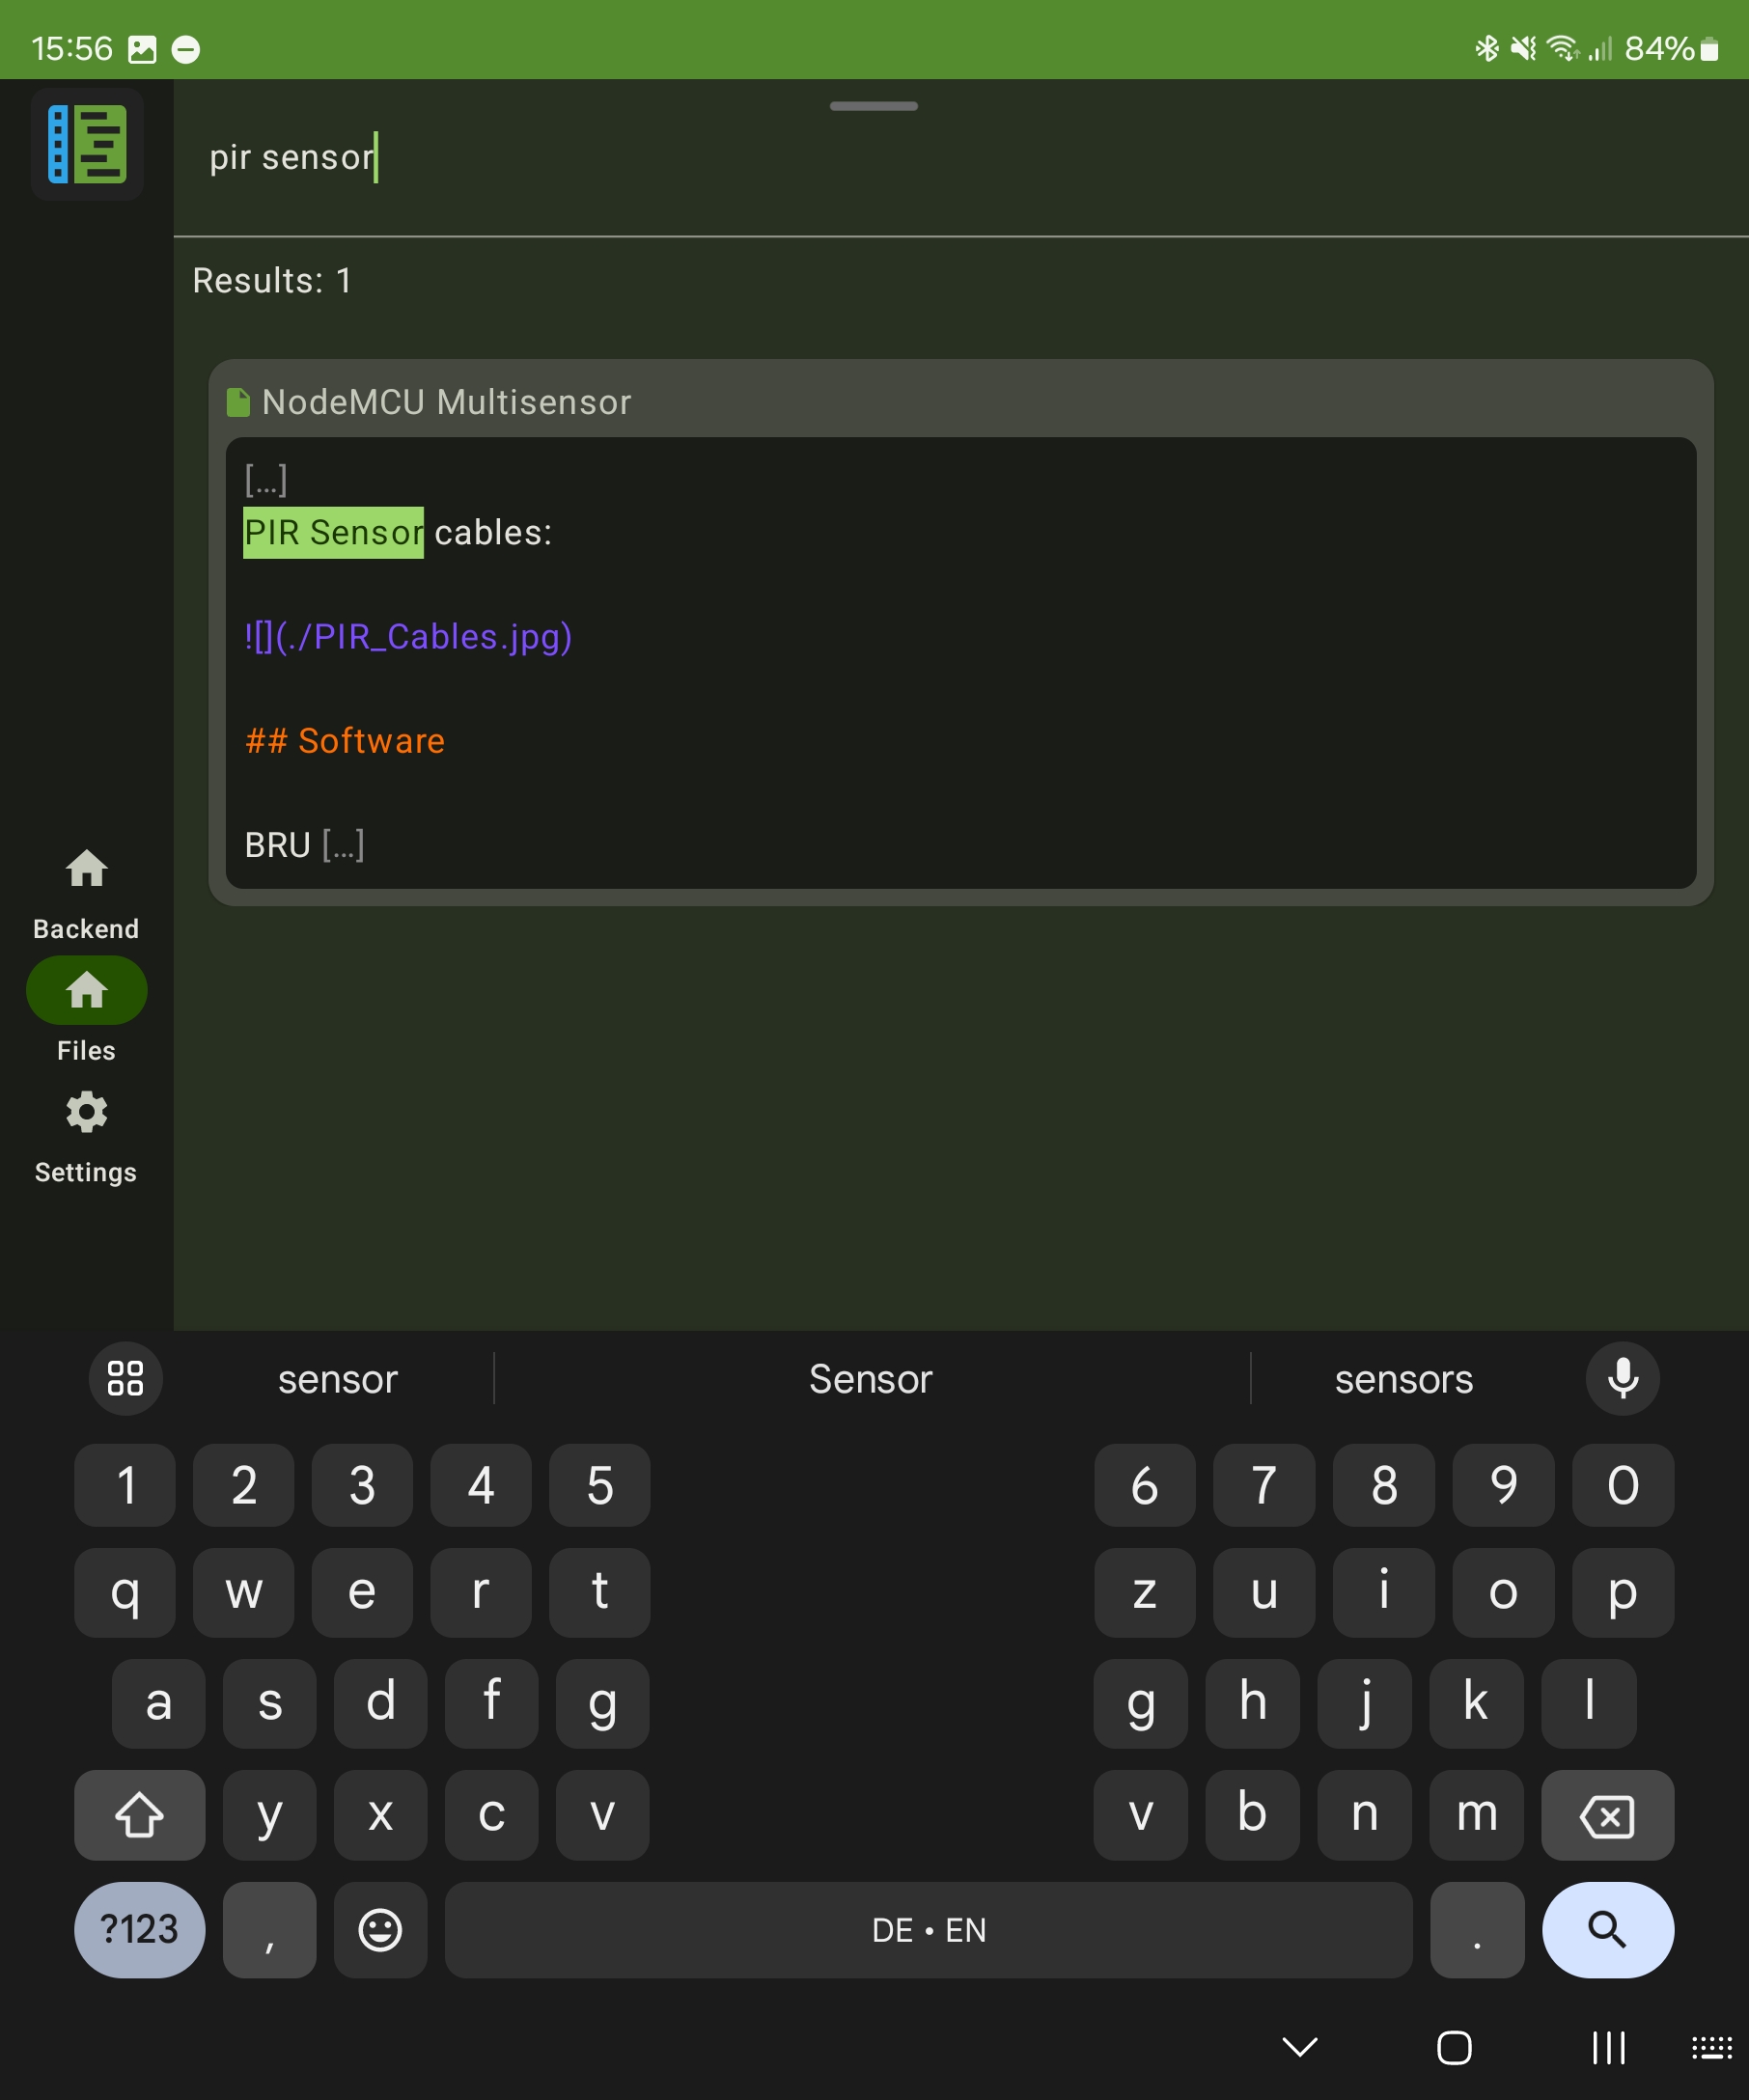 15:56 84%
pir sensor
Results: 1
NodeMCU Multisensor
[...]
PIR Sensor cables:
![](./PIR_Cables.jpg)
## Software
BRU [...]
Backend
Files
Settings
sensor Sensor sensors
1 2 3 4 5 6 7 8 9 0
q w e r t z u i o p
a s d f g g h j k l
y x c v v b n m
?123 , DE • EN .